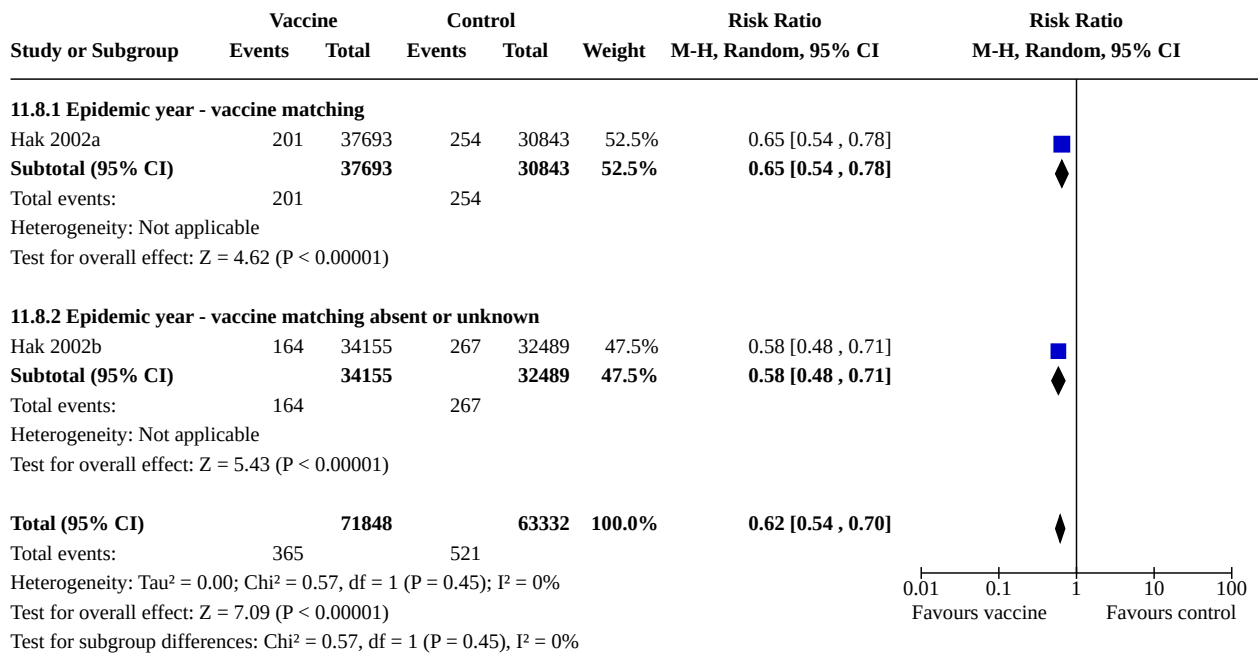 Vaccine Control Risk Ratio Risk Ratio
Study or Subgroup Events Total Events Total Weight M-H, Random, 95% CI M-H, Random, 95% CI
11.8.1 Epidemic year - vaccine matching
Hak 2002a 201 37693 254 30843 52.5% 0.65 [0.54 , 0.78]
Subtotal (95% CI) 37693 30843 52.5% 0.65 [0.54 , 0.78]
Total events: 201 254
Heterogeneity: Not applicable
Test for overall effect: Z = 4.62 (P < 0.00001)
11.8.2 Epidemic year - vaccine matching absent or unknown
Hak 2002b 164 34155 267 32489 47.5% 0.58 [0.48 , 0.71]
Subtotal (95% CI) 34155 32489 47.5% 0.58 [0.48 , 0.71]
Total events: 164 267
Heterogeneity: Not applicable
Test for overall effect: Z = 5.43 (P < 0.00001)
Total (95% CI) 71848 63332 100.0% 0.62 [0.54 , 0.70]
Total events: 365 521
Heterogeneity: Tau² = 0.00; Chi² = 0.57, df = 1 (P = 0.45); I² = 0%
0.01 0.1 1 10 100
Test for overall effect: Z = 7.09 (P < 0.00001) Favours vaccine Favours control
Test for subgroup differences: Chi² = 0.57, df = 1 (P = 0.45), I² = 0%